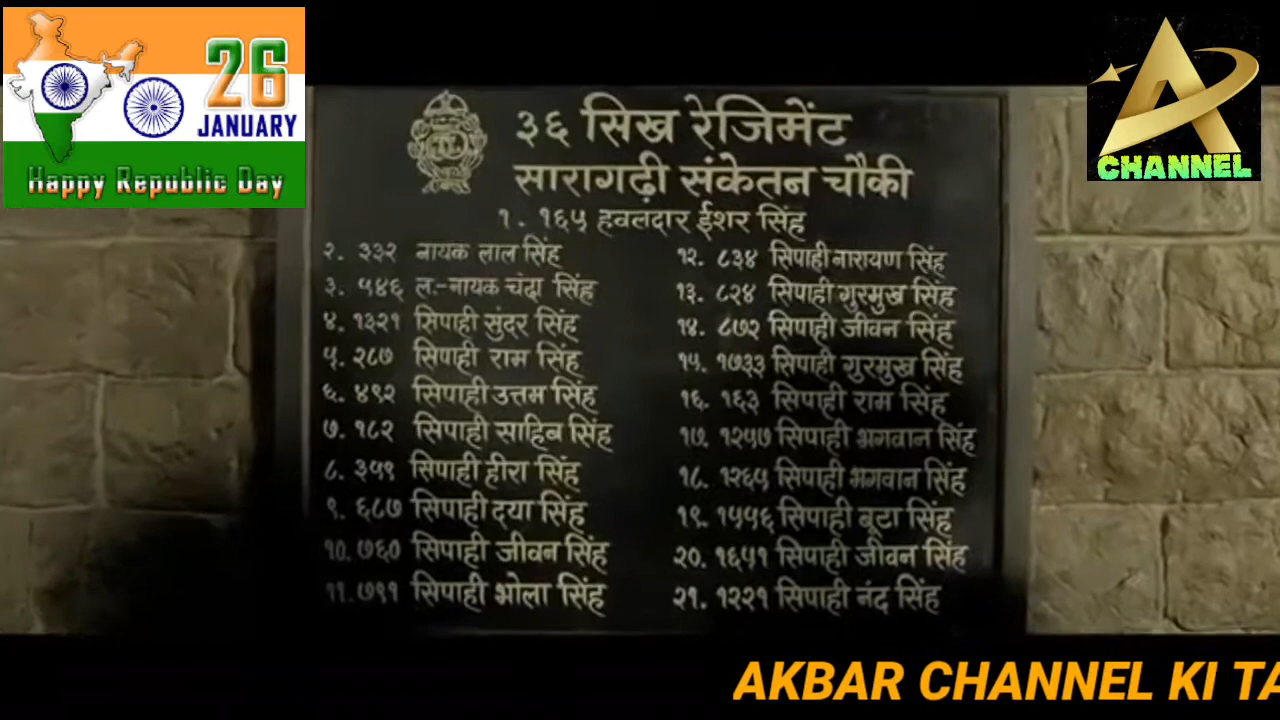 26
JANUARY
Happy Republic Day
A
CHANNEL
३६ सिख रेजिमेंट
सारागढ़ी संकेतन चौकी
१. १६५ हवलदार ईशर सिंह
२. ३३२ नायक लाल सिंह
३. ५४६ ल.-नायक चंदा सिंह
४. १३२१ सिपाही सुंदर सिंह
५. २८७ सिपाही राम सिंह
६. ४९२ सिपाही उत्तम सिंह
७. १८२ सिपाही साहिब सिंह
८. ३५९ सिपाही हीरा सिंह
९. ६८७ सिपाही दया सिंह
१०. ७६० सिपाही जीवन सिंह
११. ७९१ सिपाही भोला सिंह
१२. ८३४ सिपाही नारायण सिंह
१३. ८२४ सिपाही गुरमुख सिंह
१४. ८७२ सिपाही जीवन सिंह
१५. १७३३ सिपाही गुरमुख सिंह
१६. १६३ सिपाही राम सिंह
१७. १२५७ सिपाही भगवान सिंह
१८. १२६५ सिपाही भगवान सिंह
१९. १५५६ सिपाही बूटा सिंह
२०. १६५१ सिपाही जीवन सिंह
२१. १२२१ सिपाही नंद सिंह
AKBAR CHANNEL KI TA